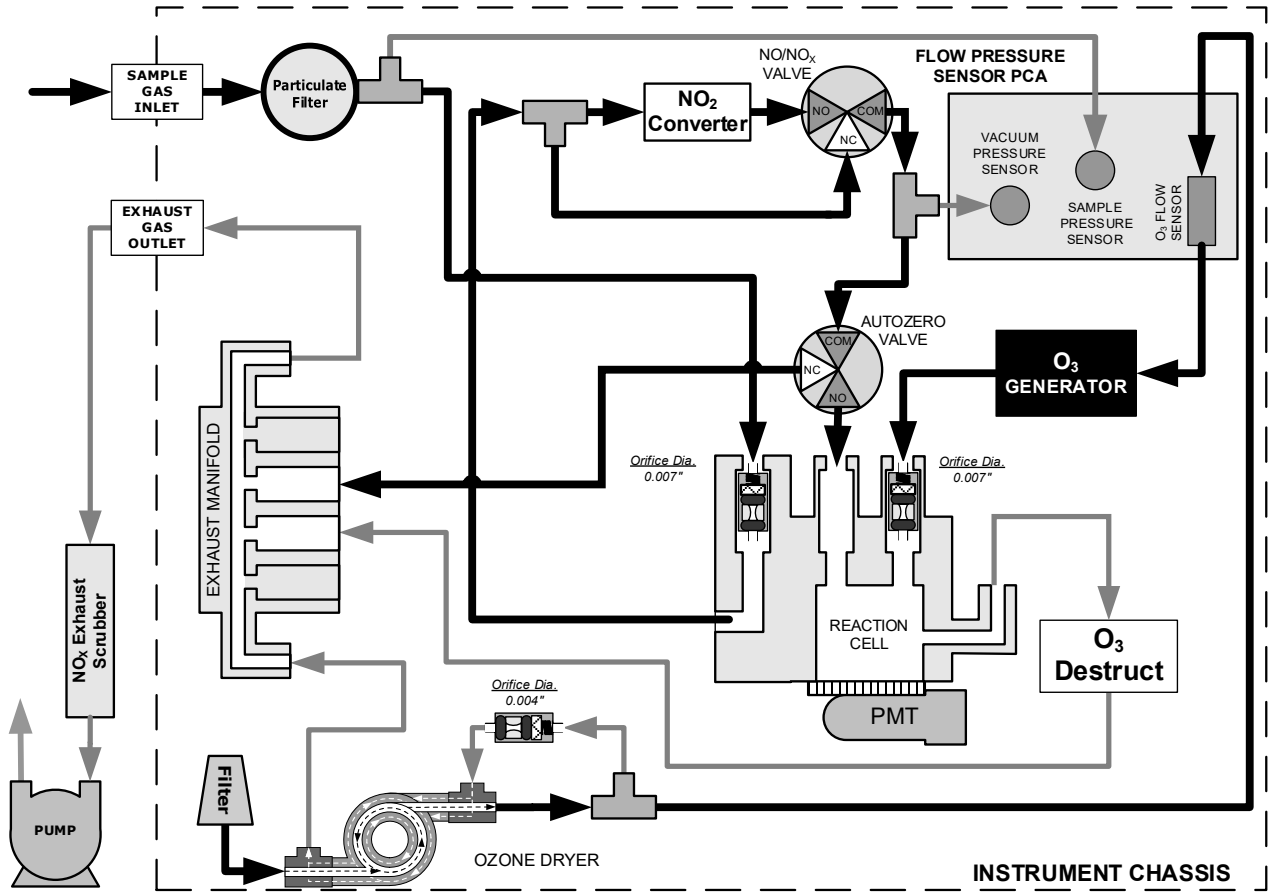 SAMPLE
GAS
INLET
Particulate
Filter
NO/NOX
VALVE
FLOW PRESSURE
SENSOR PCA
NO2
Converter
NO
COM
NC
VACUUM
PRESSURE
SENSOR
SAMPLE
PRESSURE
SENSOR
O3 FLOW
SENSOR
EXHAUST
GAS
OUTLET
AUTOZERO
VALVE
COM
NC
NO
O3
GENERATOR
Orifice Dia.
0.007"
Orifice Dia.
0.007"
EXHAUST MANIFOLD
NOX Exhaust
Scrubber
REACTION
CELL
O3
Destruct
Orifice Dia.
0.004"
PMT
Filter
PUMP
OZONE DRYER
INSTRUMENT CHASSIS